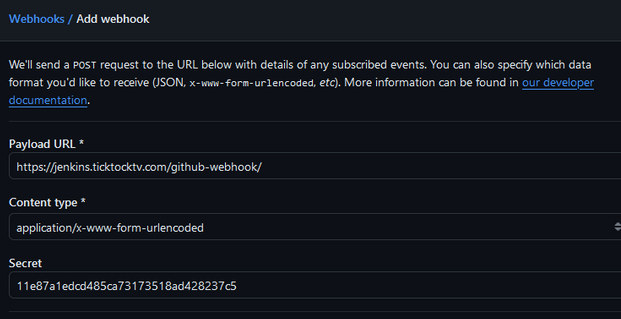 Webhooks / Add webhook
We'll send a POST request to the URL below with details of any subscribed events. You can also specify which data
format you'd like to receive (JSON, x-www-form-urlencoded, etc). More information can be found in our developer
documentation.
Payload URL *
https://jenkins.ticktocktv.com/github-webhook/
Content type *
application/x-www-form-urlencoded
Secret
11e87a1edcd485ca73173518ad428237c5